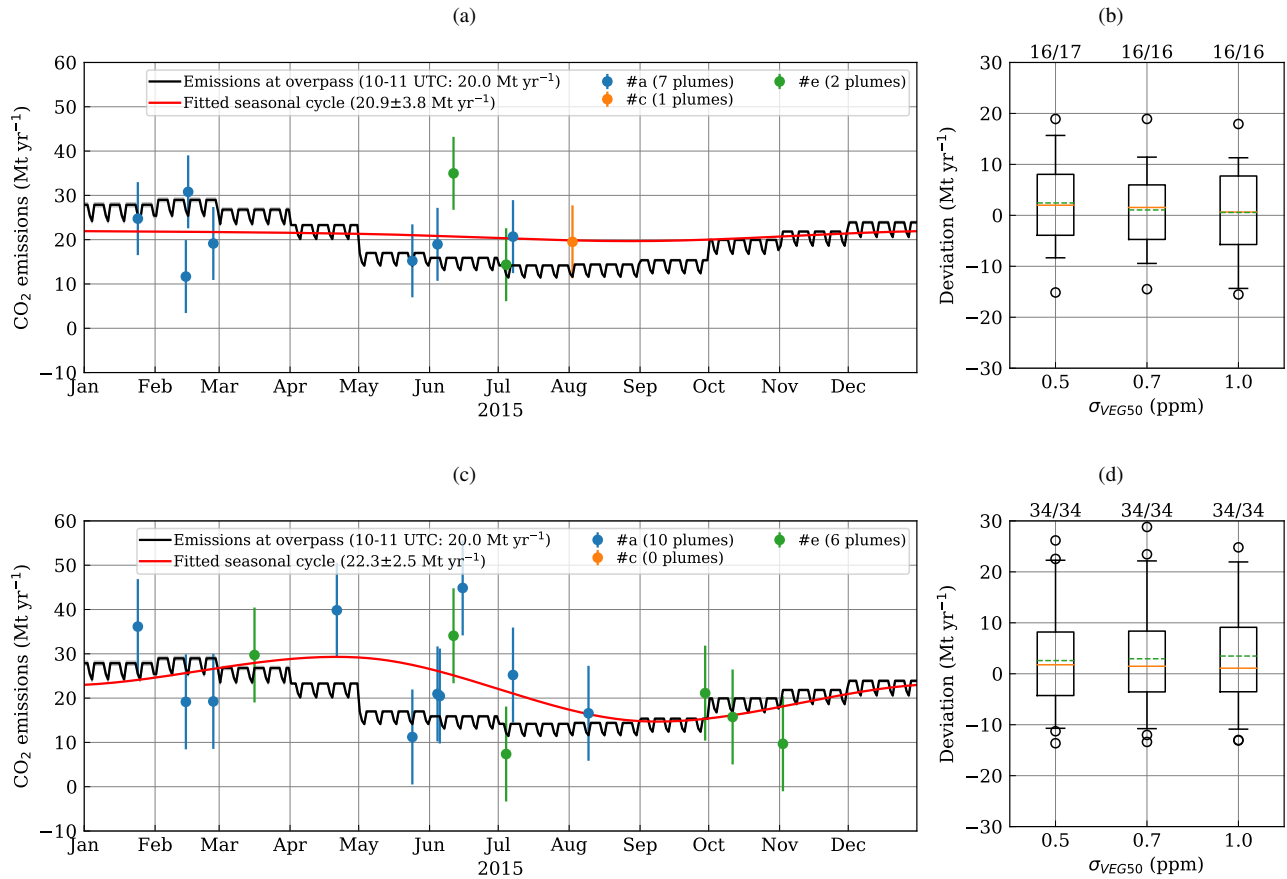 (a)
60
50
40
30
20
10
0
−10
CO₂ emissions (Mt yr⁻¹)
Emissions at overpass (10-11 UTC: 20.0 Mt yr⁻¹)
Fitted seasonal cycle (20.9±3.8 Mt yr⁻¹)
#a (7 plumes)
#c (1 plumes)
#e (2 plumes)
Jan Feb Mar Apr May Jun Jul Aug Sep Oct Nov Dec
2015
(b)
16/17 16/16 16/16
30
20
10
0
−10
−20
−30
Deviation (Mt yr⁻¹)
0.5 0.7 1.0
σVEG50 (ppm)
(c)
60
50
40
30
20
10
0
−10
CO₂ emissions (Mt yr⁻¹)
Emissions at overpass (10-11 UTC: 20.0 Mt yr⁻¹)
Fitted seasonal cycle (22.3±2.5 Mt yr⁻¹)
#a (10 plumes)
#c (0 plumes)
#e (6 plumes)
Jan Feb Mar Apr May Jun Jul Aug Sep Oct Nov Dec
2015
(d)
34/34 34/34 34/34
30
20
10
0
−10
−20
−30
Deviation (Mt yr⁻¹)
0.5 0.7 1.0
σVEG50 (ppm)